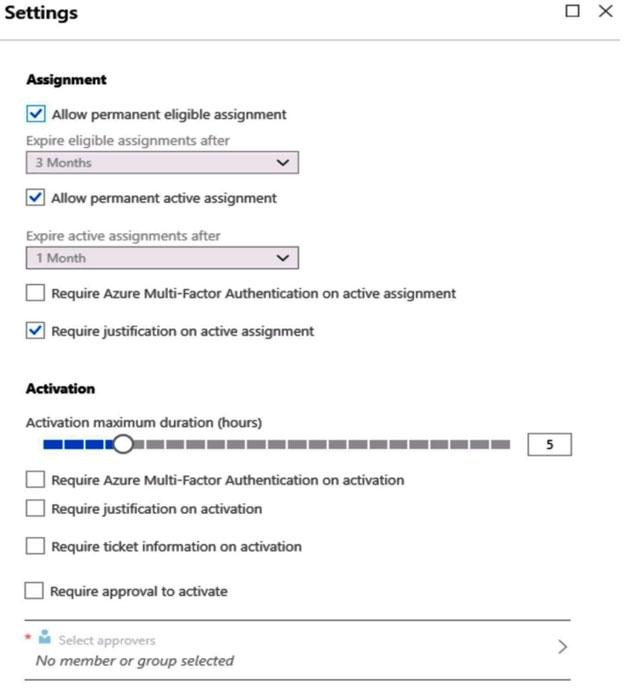 Settings
Assignment
Allow permanent eligible assignment
Expire eligible assignments after
3 Months
Allow permanent active assignment
Expire active assignments after
1 Month
Require Azure Multi-Factor Authentication on active assignment
Require justification on active assignment
Activation
Activation maximum duration (hours)
5
Require Azure Multi-Factor Authentication on activation
Require justification on activation
Require ticket information on activation
Require approval to activate
* Select approvers
No member or group selected